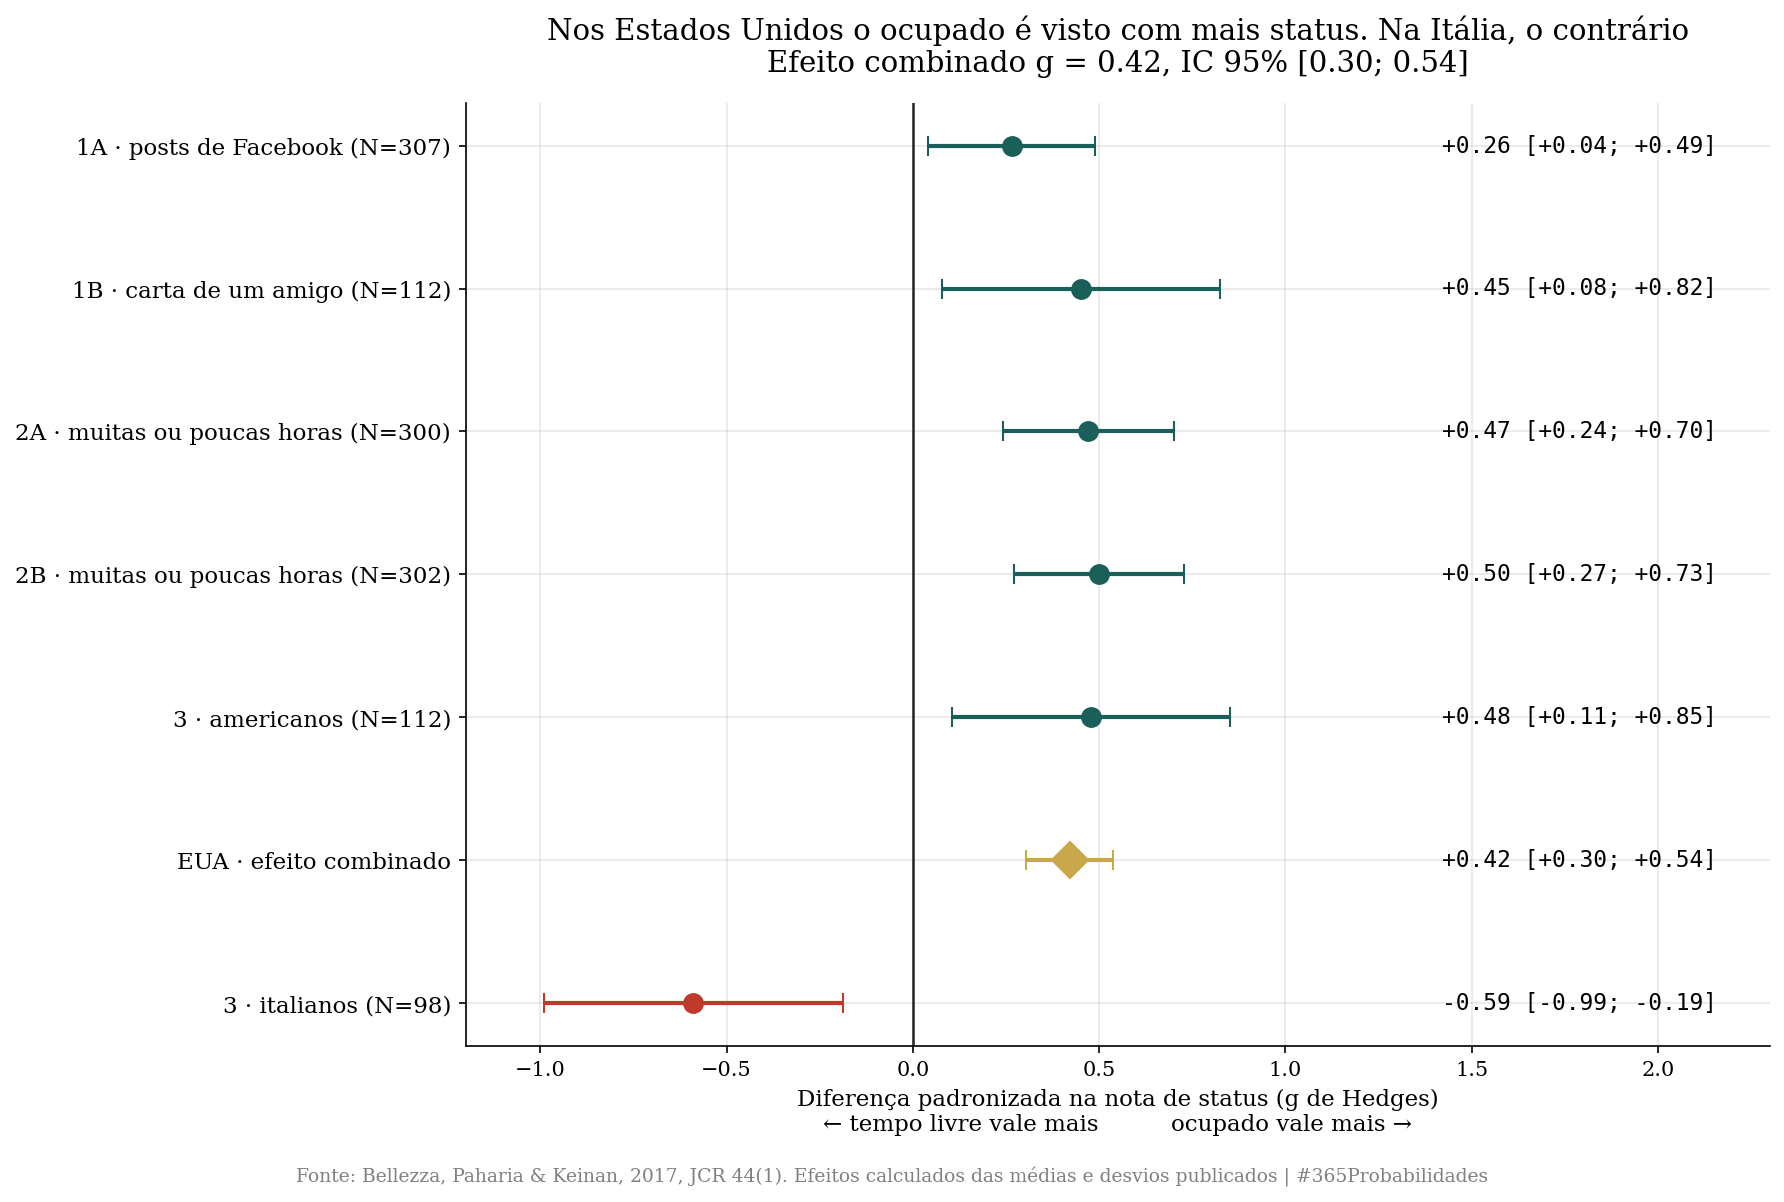 Nos Estados Unidos o ocupado é visto com mais status. Na Itália, o contrário
Efeito combinado g = 0.42, IC 95% [0.30; 0.54]
1A · posts de Facebook (N=307)
+0.26 [+0.04; +0.49]
1B · carta de um amigo (N=112)
+0.45 [+0.08; +0.82]
2A · muitas ou poucas horas (N=300)
+0.47 [+0.24; +0.70]
2B · muitas ou poucas horas (N=302)
+0.50 [+0.27; +0.73]
3 · americanos (N=112)
+0.48 [+0.11; +0.85]
EUA · efeito combinado
+0.42 [+0.30; +0.54]
3 · italianos (N=98)
-0.59 [-0.99; -0.19]
−1.0 −0.5 0.0 0.5 1.0 1.5 2.0
Diferença padronizada na nota de status (g de Hedges)
← tempo livre vale mais ocupado vale mais →
Fonte: Bellezza, Paharia & Keinan, 2017, JCR 44(1). Efeitos calculados das médias e desvios publicados | #365Probabilidades